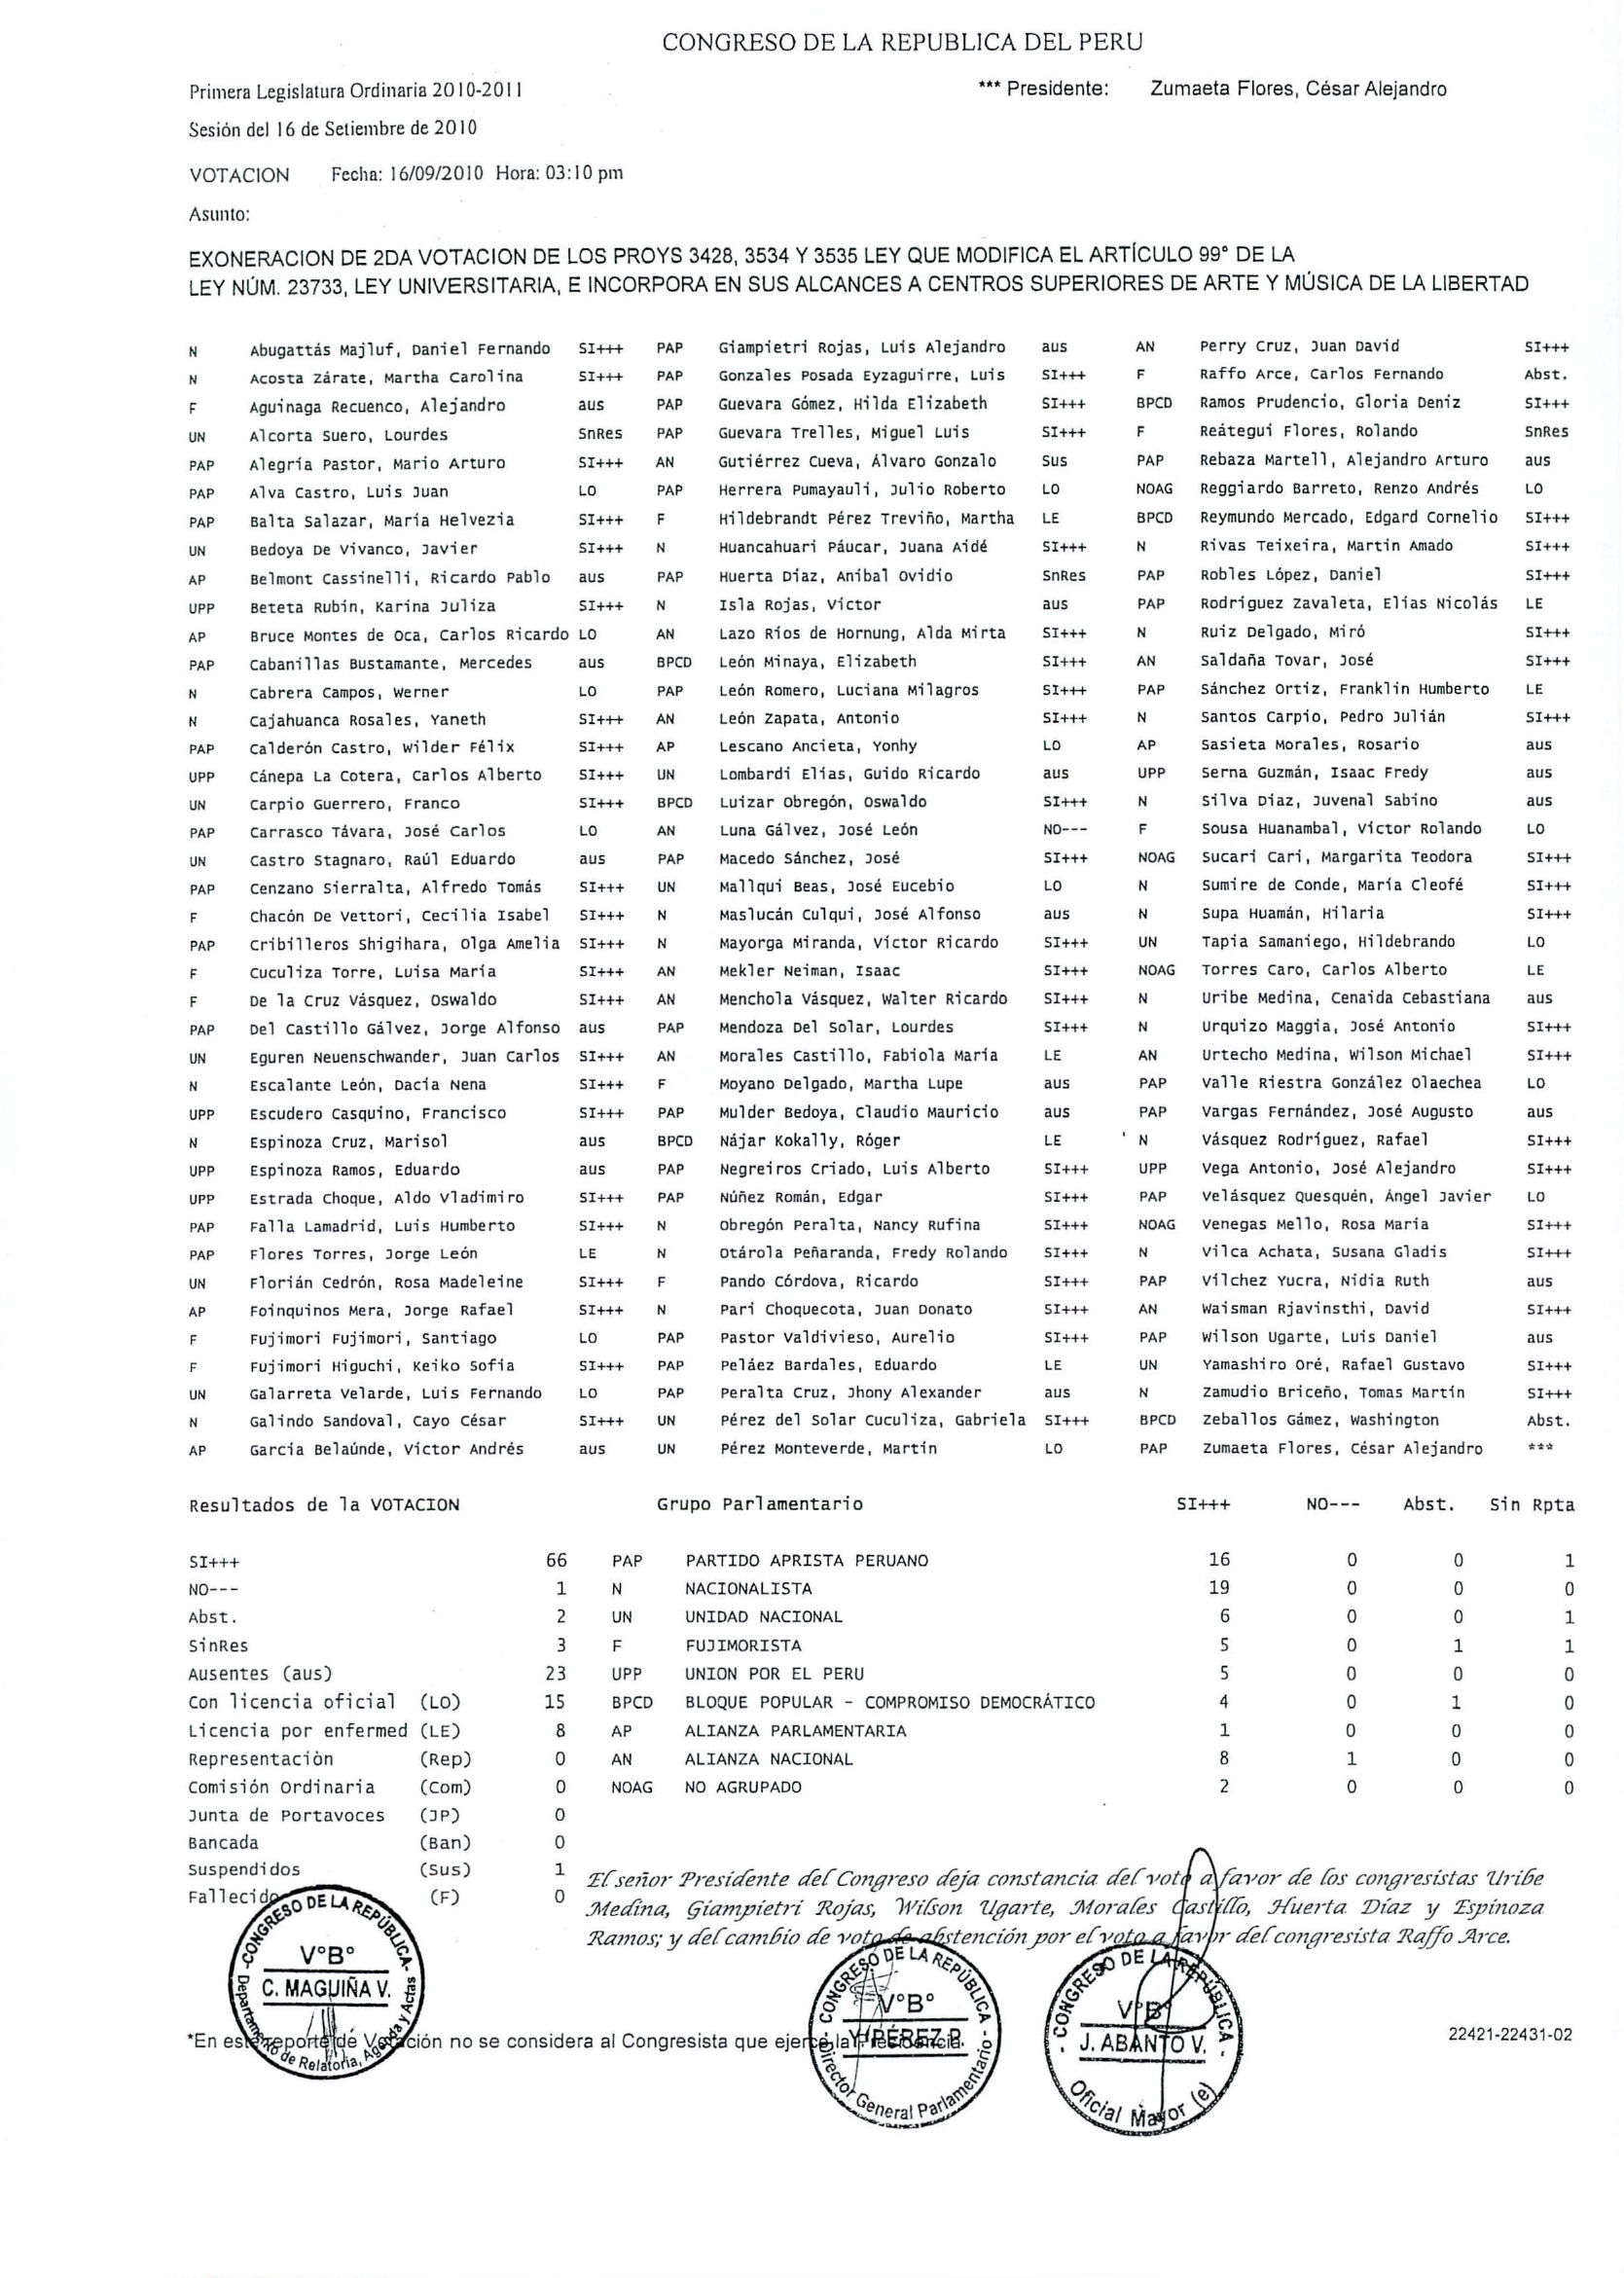 CONGRESO DE LA REPUBLICA DEL PERU
Primera Legislatura Ordinaria 2010-2011 *** Presidente: Zumaeta Flores, César Alejandro
Sesión del 16 de Setiembre de 2010
VOTACION Fecha: 16/09/2010 Hora: 03:10 pm
Asunto:
EXONERACION DE 2DA VOTACION DE LOS PROYS 3428, 3534 Y 3535 LEY QUE MODIFICA EL ARTÍCULO 99° DE LA
LEY NÚM. 23733, LEY UNIVERSITARIA, E INCORPORA EN SUS ALCANCES A CENTROS SUPERIORES DE ARTE Y MÚSICA DE LA LIBERTAD
N Abugattás Majluf, Daniel Fernando SI+++ PAP Giampietri Rojas, Luis Alejandro aus AN Perry Cruz, Juan David SI+++
N Acosta Zárate, Martha Carolina SI+++ PAP Gonzales Posada Eyzaguirre, Luis SI+++ F Raffo Arce, Carlos Fernando Abst.
F Aguinaga Recuenco, Alejandro aus PAP Guevara Gómez, Hilda Elizabeth SI+++ BPCD Ramos Prudencio, Gloria Deniz SI+++
UN Alcorta Suero, Lourdes SnRes PAP Guevara Trelles, Miguel Luis SI+++ F Reátegui Flores, Rolando SnRes
PAP Alegría Pastor, Mario Arturo SI+++ AN Gutiérrez Cueva, Álvaro Gonzalo Sus PAP Rebaza Martell, Alejandro Arturo aus
PAP Alva Castro, Luis Juan LO PAP Herrera Pumayauli, Julio Roberto LO NOAG Reggiardo Barreto, Renzo Andrés LO
PAP Balta Salazar, María Helvezia SI+++ F Hildebrandt Pérez Treviño, Martha LE BPCD Reymundo Mercado, Edgard Cornelio SI+++
UN Bedoya De Vivanco, Javier SI+++ N Huancahuari Páucar, Juana Aidé SI+++ N Rivas Teixeira, Martin Amado SI+++
AP Belmont Cassinelli, Ricardo Pablo aus PAP Huerta Díaz, Aníbal Ovidio SnRes PAP Robles López, Daniel SI+++
UPP Beteta Rubín, Karina Juliza SI+++ N Isla Rojas, Víctor aus PAP Rodríguez Zavaleta, Elías Nicolás LE
AP Bruce Montes de Oca, Carlos Ricardo LO AN Lazo Ríos de Hornung, Alda Mirta SI+++ N Ruiz Delgado, Miró SI+++
PAP Cabanillas Bustamante, Mercedes aus BPCD León Minaya, Elizabeth SI+++ AN Saldaña Tovar, José SI+++
N Cabrera Campos, Werner LO PAP León Romero, Luciana Milagros SI+++ PAP Sánchez Ortiz, Franklin Humberto LE
N Cajahuanca Rosales, Yaneth SI+++ AN León Zapata, Antonio SI+++ N Santos Carpio, Pedro Julián SI+++
PAP Calderón Castro, Wilder Félix SI+++ AP Lescano Ancieta, Yonhy LO AP Sasieta Morales, Rosario aus
UPP Cánepa La Cotera, Carlos Alberto SI+++ UN Lombardi Elías, Guido Ricardo aus UPP Serna Guzmán, Isaac Fredy aus
UN Carpio Guerrero, Franco SI+++ BPCD Luizar Obregón, Oswaldo SI+++ N Silva Díaz, Juvenal Sabino aus
PAP Carrasco Távara, José Carlos LO AN Luna Gálvez, José León NO--- F Sousa Huanambal, Víctor Rolando LO
UN Castro Stagnaro, Raúl Eduardo aus PAP Macedo Sánchez, José SI+++ NOAG Sucari Cari, Margarita Teodora SI+++
PAP Cenzano Sierralta, Alfredo Tomás SI+++ UN Mallqui Beas, José Eucebio LO N Sumire de Conde, María Cleofé SI+++
F Chacón De Vettori, Cecilia Isabel SI+++ N Maslucán Culqui, José Alfonso aus N Supa Huamán, Hilaria SI+++
PAP Cribilleros Shigihara, Olga Amelia SI+++ N Mayorga Miranda, Víctor Ricardo SI+++ UN Tapia Samaniego, Hildebrando LO
F Cuculiza Torre, Luisa María SI+++ AN Mekler Neiman, Isaac SI+++ NOAG Torres Caro, Carlos Alberto LE
F De la Cruz Vásquez, Oswaldo SI+++ AN Menchola Vásquez, Walter Ricardo SI+++ N Uribe Medina, Cenaida Cebastiana aus
PAP Del Castillo Gálvez, Jorge Alfonso aus PAP Mendoza Del Solar, Lourdes SI+++ N Urquizo Maggia, José Antonio SI+++
UN Eguren Neuenschwander, Juan Carlos SI+++ AN Morales Castillo, Fabiola María LE AN Urtecho Medina, Wilson Michael SI+++
N Escalante León, Dacia Nena SI+++ F Moyano Delgado, Martha Lupe aus PAP Valle Riestra González Olaechea LO
UPP Escudero Casquino, Francisco SI+++ PAP Mulder Bedoya, Claudio Mauricio aus PAP Vargas Fernández, José Augusto aus
N Espinoza Cruz, Marisol aus BPCD Nájar Kokally, Róger LE N Vásquez Rodríguez, Rafael SI+++
UPP Espinoza Ramos, Eduardo aus PAP Negreiros Criado, Luis Alberto SI+++ UPP Vega Antonio, José Alejandro SI+++
UPP Estrada Choque, Aldo Vladimiro SI+++ PAP Núñez Román, Edgar SI+++ PAP Velásquez Quesquén, Ángel Javier LO
PAP Falla Lamadrid, Luis Humberto SI+++ N Obregón Peralta, Nancy Rufina SI+++ NOAG Venegas Mello, Rosa María SI+++
PAP Flores Torres, Jorge León LE N Otárola Peñaranda, Fredy Rolando SI+++ N Vilca Achata, Susana Gladis SI+++
UN Florián Cedrón, Rosa Madeleine SI+++ F Pando Córdova, Ricardo SI+++ PAP Vilchez Yucra, Nidia Ruth aus
AP Foinquinos Mera, Jorge Rafael SI+++ N Pari Choquecota, Juan Donato SI+++ AN Waisman Rjavinsthi, David SI+++
F Fujimori Fujimori, Santiago LO PAP Pastor Valdivieso, Aurelio SI+++ PAP Wilson Ugarte, Luis Daniel aus
F Fujimori Higuchi, Keiko Sofía SI+++ PAP Peláez Bardales, Eduardo LE UN Yamashiro Oré, Rafael Gustavo SI+++
UN Galarreta Velarde, Luis Fernando LO PAP Peralta Cruz, Jhony Alexander aus N Zamudio Briceño, Tomas Martín SI+++
N Galindo Sandoval, Cayo César SI+++ UN Pérez del Solar Cuculiza, Gabriela SI+++ BPCD Zeballos Gámez, Washington Abst.
AP García Belaúnde, Víctor Andrés aus UN Pérez Monteverde, Martín LO PAP Zumaeta Flores, César Alejandro ***
Resultados de la VOTACION Grupo Parlamentario SI+++ NO--- Abst. Sin Rpta
SI+++ 66 PAP PARTIDO APRISTA PERUANO 16 0 0 1
NO--- 1 N NACIONALISTA 19 0 0 0
Abst. 2 UN UNIDAD NACIONAL 6 0 0 1
SinRes 3 F FUJIMORISTA 5 0 1 1
Ausentes (aus) 23 UPP UNION POR EL PERU 5 0 0 0
Con licencia oficial (LO) 15 BPCD BLOQUE POPULAR - COMPROMISO DEMOCRÁTICO 4 0 1 0
Licencia por enfermed (LE) 8 AP ALIANZA PARLAMENTARIA 1 0 0 0
Representación (Rep) 0 AN ALIANZA NACIONAL 8 1 0 0
Comisión Ordinaria (Com) 0 NOAG NO AGRUPADO 2 0 0 0
Junta de Portavoces (JP) 0
Bancada (Ban) 0
Suspendidos (Sus) 1
Fallecido (F) 0
El señor Presidente del Congreso deja constancia del voto a favor de los congresistas Uribe
Medina, Giampietri Rojas, Wilson Ugarte, Morales Castillo, Huerta Díaz y Espinoza
Ramos; y del cambio de voto de abstención por el voto a favor del congresista Raffo Arce.
-CONGRESO DE LA REPÚBLICA-
V°B°
C. MAGUIÑA V.
Departamento de Relatoría, Agenda y Actas
- CONGRESO DE LA REPÚBLICA -
V°B°
Y. PÉREZ P.
Director General Parlamentario
- CONGRESO DE LA REPÚBLICA -
V°B°
J. ABANTO V.
Oficial Mayor (e)
*En este reporte de Votación no se considera al Congresista que ejerce la Presidencia. 22421-22431-02